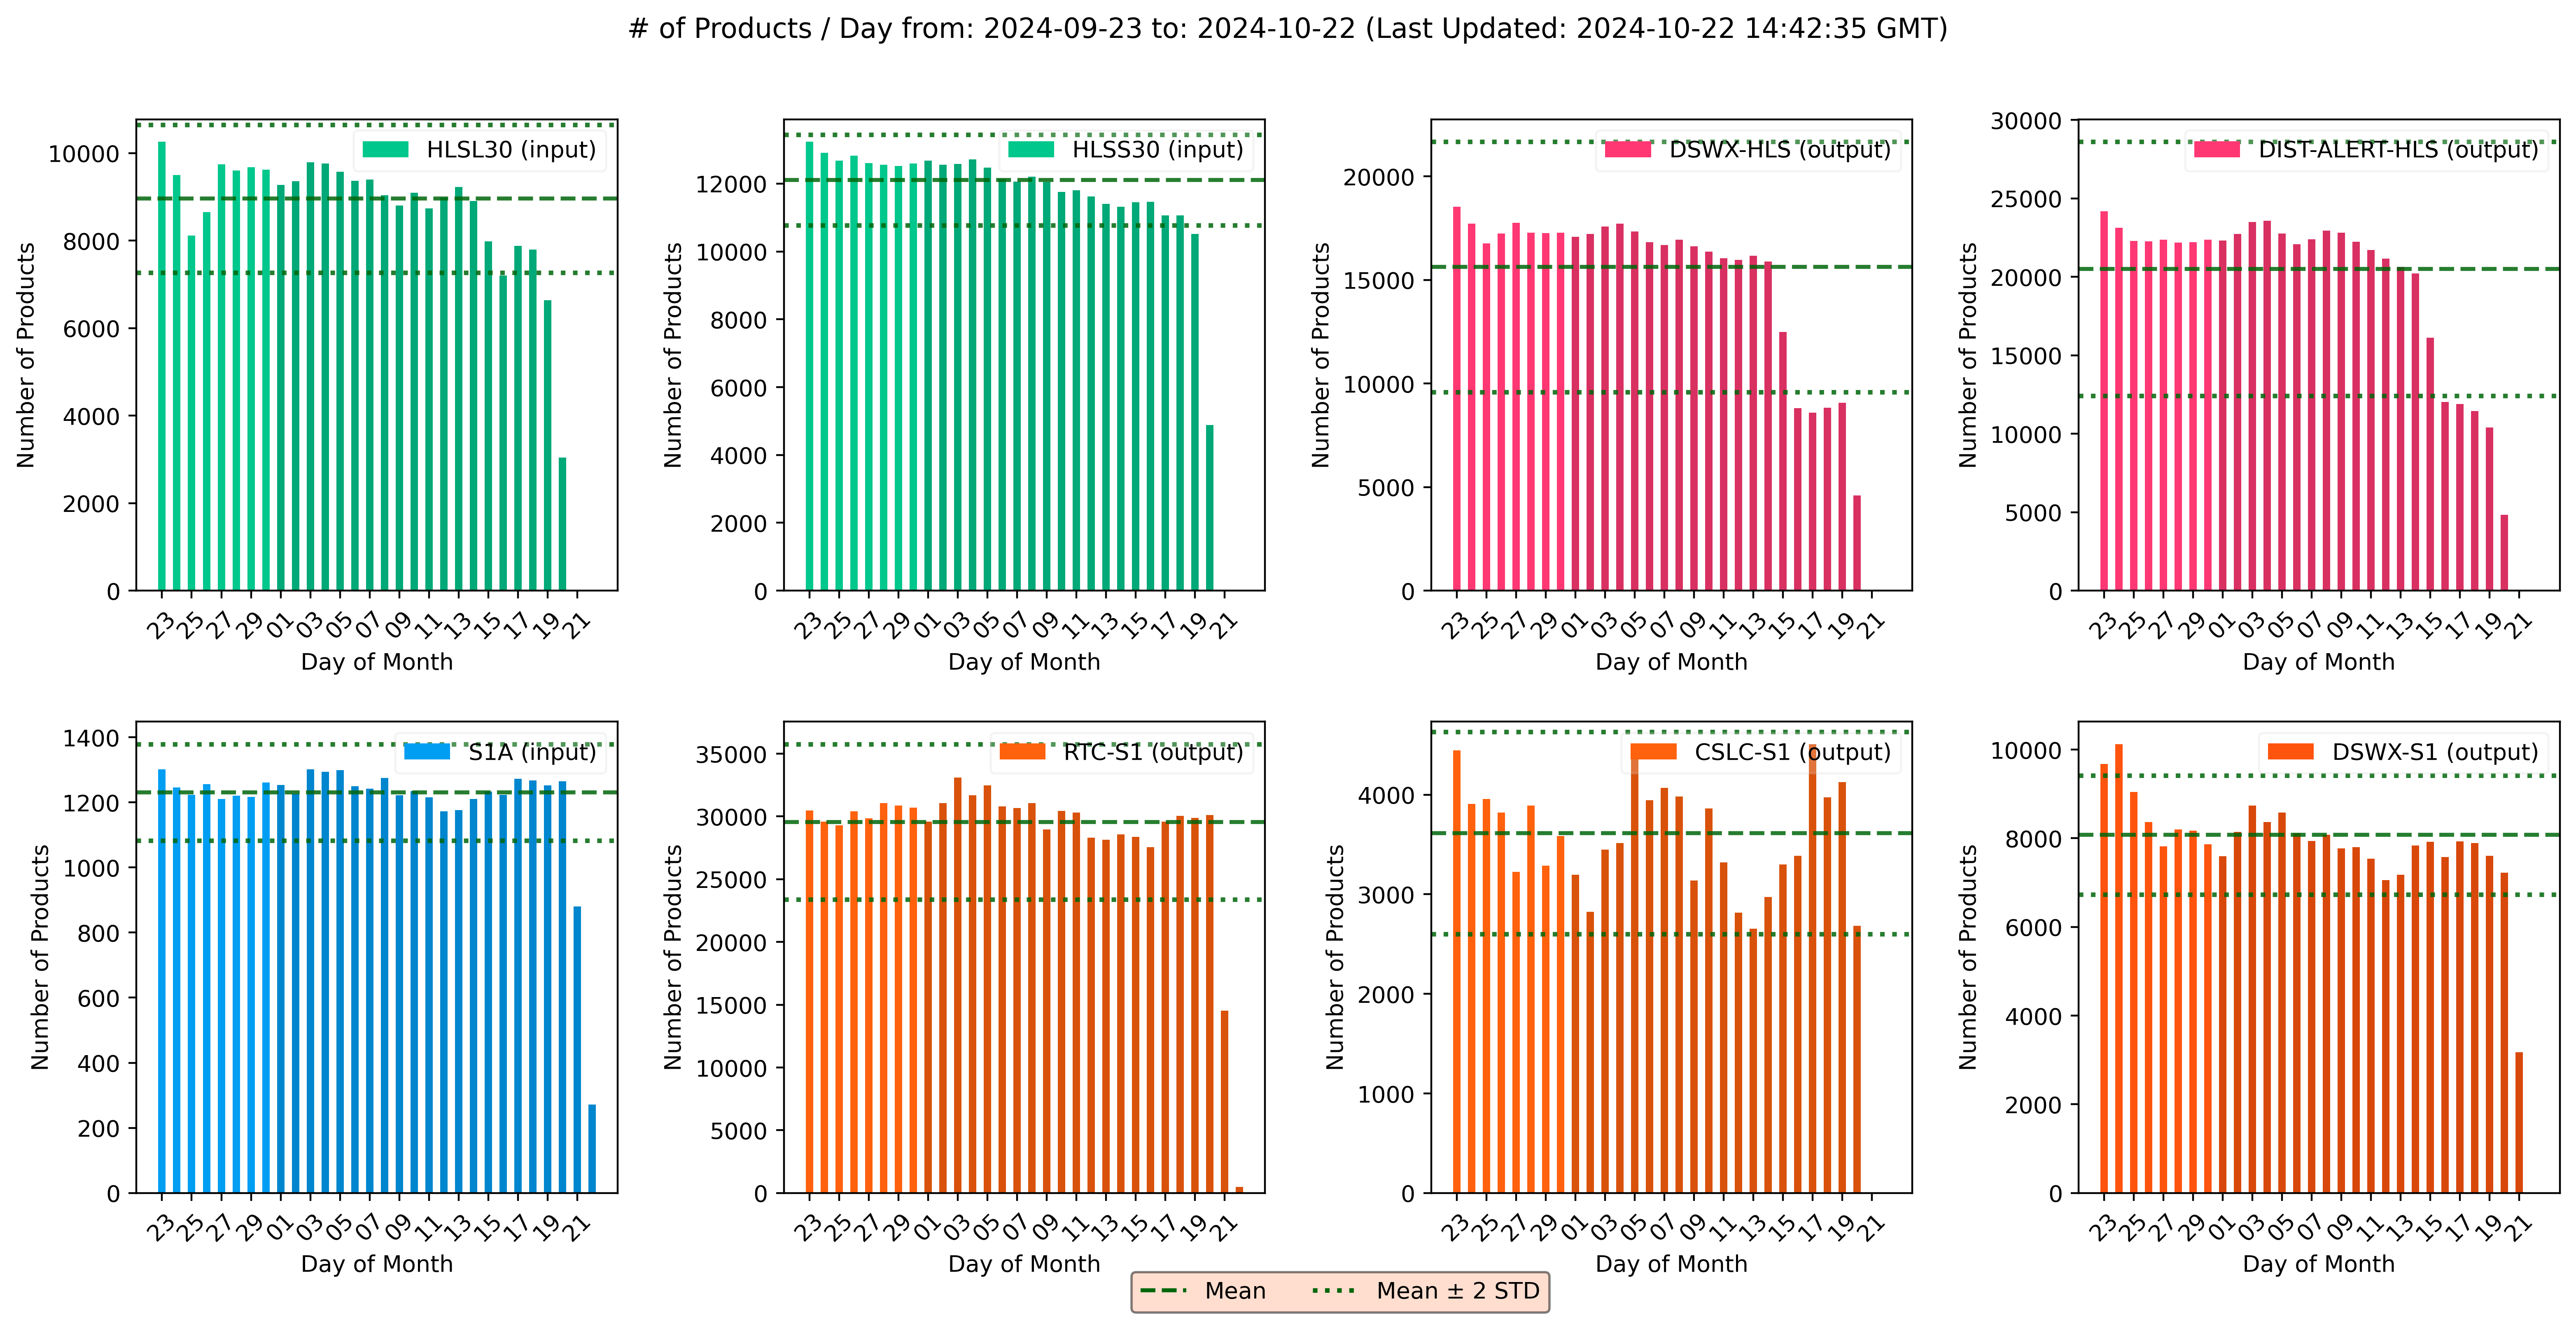 # of Products / Day from: 2024-09-23 to: 2024-10-22 (Last Updated: 2024-10-22 14:42:35 GMT)
HLSL30 (input)
Number of Products
10000
8000
6000
4000
2000
0
23 25 27 29 01 03 05 07 09 11 13 15 17 19 21
Day of Month
HLSS30 (input)
Number of Products
12000
10000
8000
6000
4000
2000
0
23 25 27 29 01 03 05 07 09 11 13 15 17 19 21
Day of Month
DSWX-HLS (output)
Number of Products
20000
15000
10000
5000
0
23 25 27 29 01 03 05 07 09 11 13 15 17 19 21
Day of Month
DIST-ALERT-HLS (output)
Number of Products
30000
25000
20000
15000
10000
5000
0
23 25 27 29 01 03 05 07 09 11 13 15 17 19 21
Day of Month
S1A (input)
Number of Products
1400
1200
1000
800
600
400
200
0
23 25 27 29 01 03 05 07 09 11 13 15 17 19 21
Day of Month
RTC-S1 (output)
Number of Products
35000
30000
25000
20000
15000
10000
5000
0
23 25 27 29 01 03 05 07 09 11 13 15 17 19 21
Day of Month
CSLC-S1 (output)
Number of Products
4000
3000
2000
1000
0
23 25 27 29 01 03 05 07 09 11 13 15 17 19 21
Day of Month
DSWX-S1 (output)
Number of Products
10000
8000
6000
4000
2000
0
23 25 27 29 01 03 05 07 09 11 13 15 17 19 21
Day of Month
Mean
Mean ± 2 STD